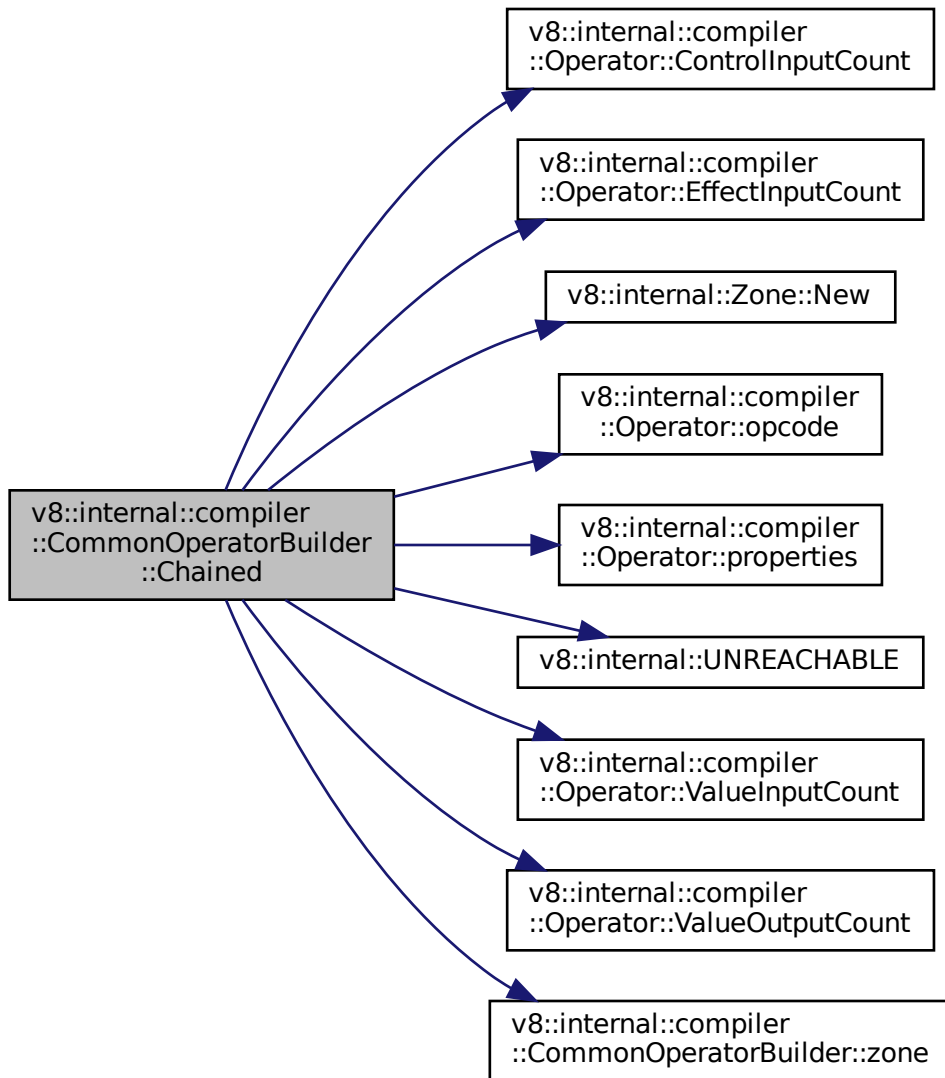 v8::internal::compiler
::Operator::ControlInputCount
v8::internal::compiler
::Operator::EffectInputCount
v8::internal::Zone::New
v8::internal::compiler
::Operator::opcode
v8::internal::compiler
::CommonOperatorBuilder
::Chained
v8::internal::compiler
::Operator::properties
v8::internal::UNREACHABLE
v8::internal::compiler
::Operator::ValueInputCount
v8::internal::compiler
::Operator::ValueOutputCount
v8::internal::compiler
::CommonOperatorBuilder::zone